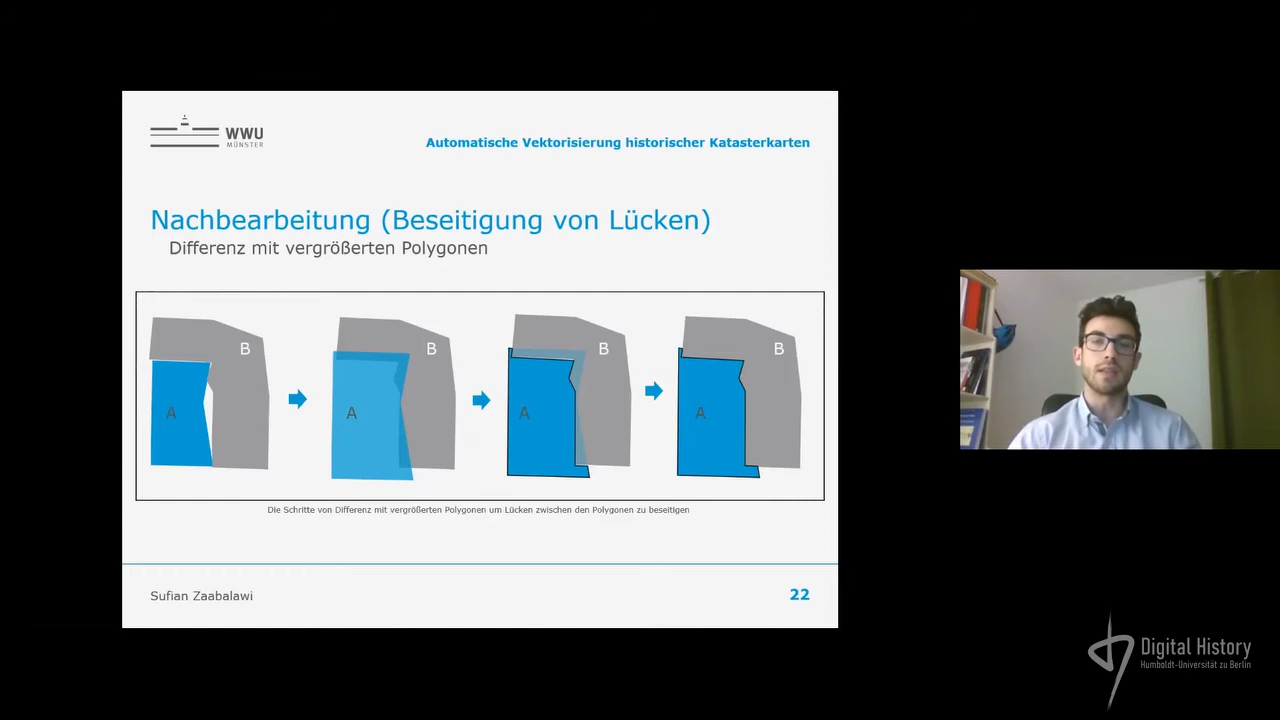 WWU
MÜNSTER
Automatische Vektorisierung historischer Katasterkarten
Nachbearbeitung (Beseitigung von Lücken)
Differenz mit vergrößerten Polygonen
B
A
B
A
B
A
B
A
Die Schritte von Differenz mit vergrößerten Polygonen um Lücken zwischen den Polygonen zu beseitigen
Sufian Zaabalawi
22
Digital History
Humboldt-Universität zu Berlin